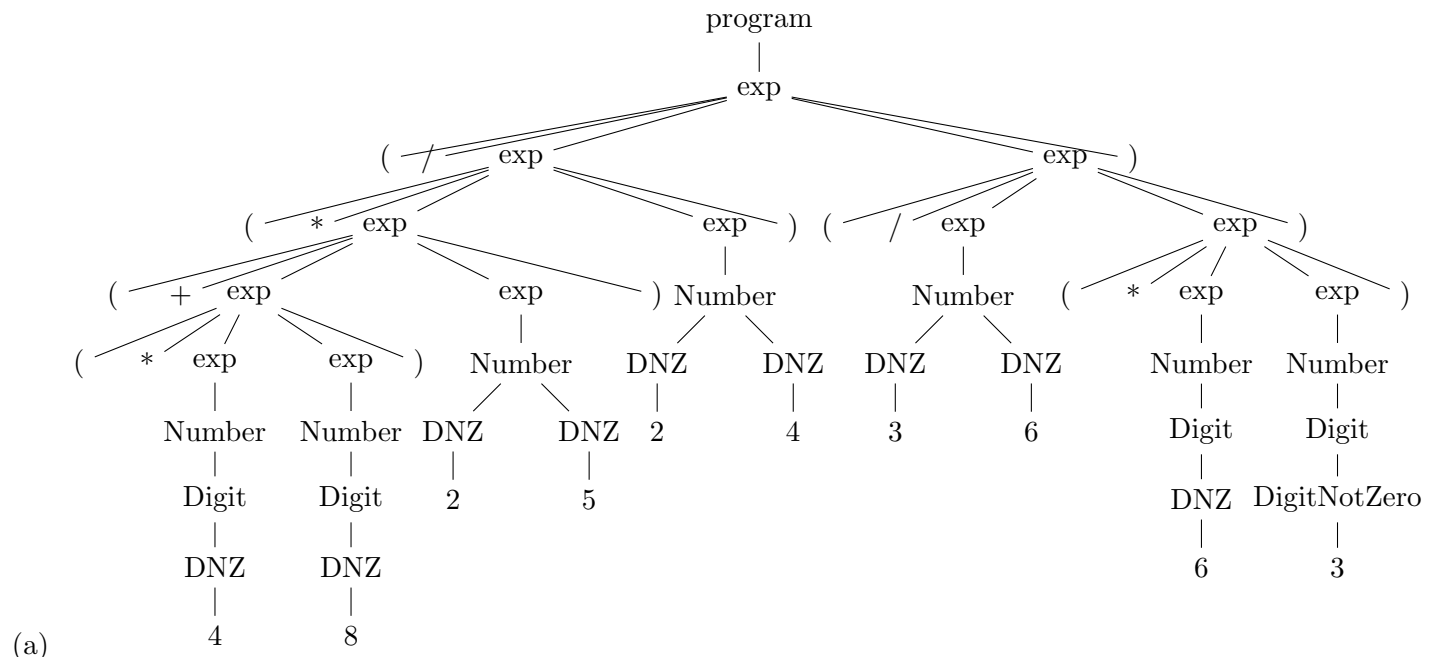 program
exp
( / exp exp )
( * exp exp ) ( / exp exp )
( + exp exp ) Number Number ( * exp exp )
( * exp exp ) Number DNZ DNZ DNZ DNZ Number Number
Number Number DNZ DNZ 2 4 3 6 Digit Digit
Digit Digit 2 5 DNZ DigitNotZero
DNZ DNZ 6 3
(a) 4 8